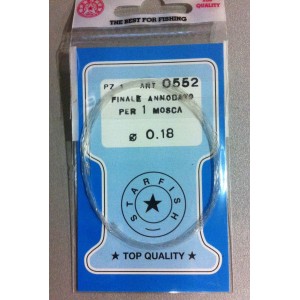 THE BEST FOR FISHING
TOP QUALITY
PZ 1 ART 0552
FINALE ANNODATO
PER 1 MOSCA
ø 0.18
STARFISH
★ TOP QUALITY ★